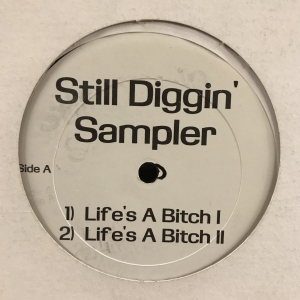 Still Diggin'
Sampler
Side A
1) Life's A Bitch I
2) Life's A Bitch II